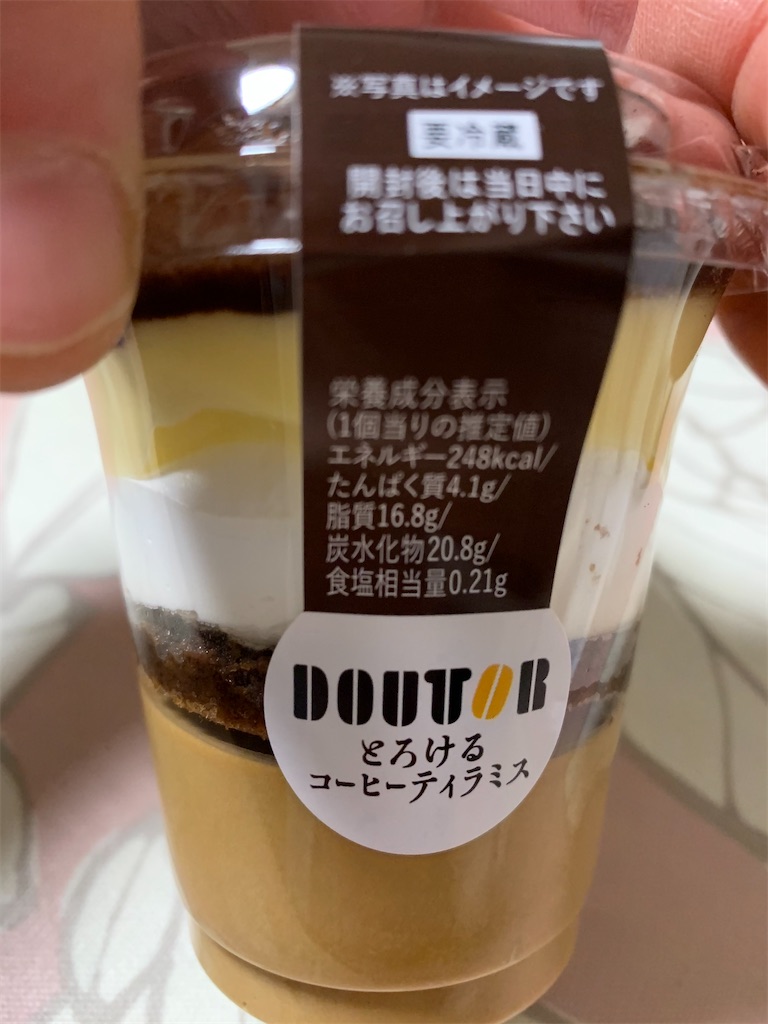 ※写真はイメージです
要冷蔵
開封後は当日中に
お召し上がり下さい
栄養成分表示
(1個当りの推定値)
エネルギー248kcal/
たんぱく質4.1g/
脂質16.8g/
炭水化物20.8g/
食塩相当量0.21g
DOUTOR
とろける
コーヒーティラミス